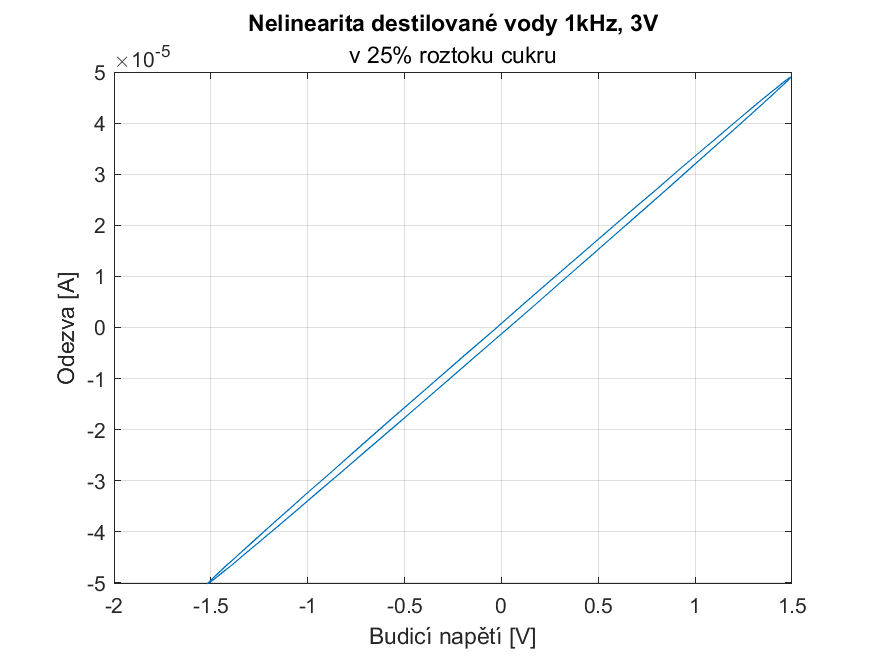 Nelinearita destilované vody 1kHz, 3V
v 25% roztoku cukru
×10-5
5
4
3
2
1
0
-1
-2
-3
-4
-5
Odezva [A]
-2 -1.5 -1 -0.5 0 0.5 1 1.5
Budicí napětí [V]